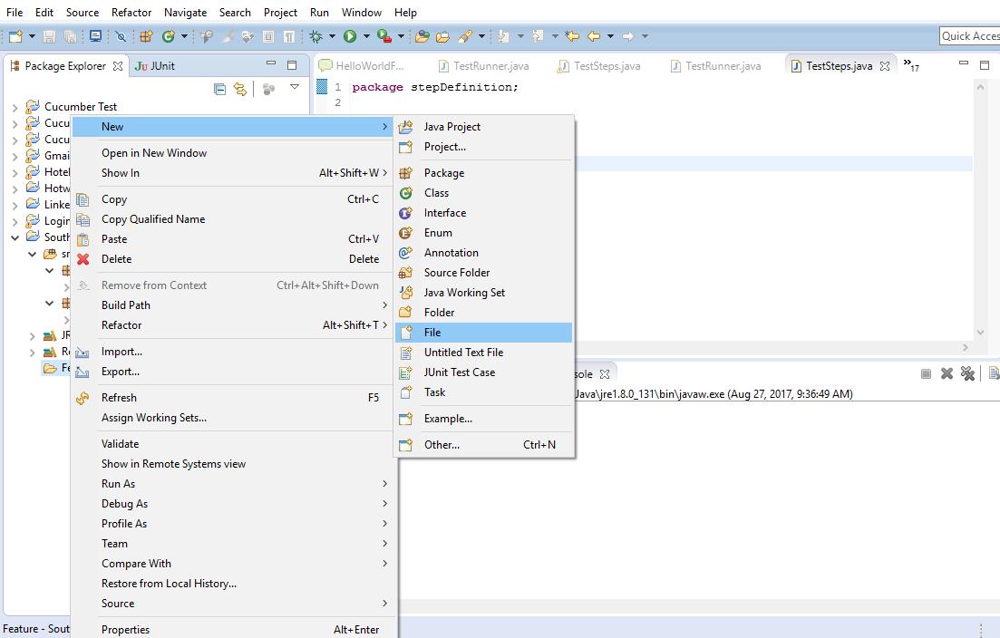 File Edit Source Refactor Navigate Search Project Run Window Help
Quick Acces
Package Explorer JU JUnit
HelloWorldF... TestRunner.java TestSteps.java TestRunner.java TestSteps.java »17
1 package stepDefinition;
2
Cucumber Test
Cucu
Cucu
Gmai
Hotel
Hotw
Linke
Login
South
sr
JR
Re
Fe
New
Open in New Window
Show In Alt+Shift+W
Copy Ctrl+C
Copy Qualified Name
Paste Ctrl+V
Delete Delete
Remove from Context Ctrl+Alt+Shift+Down
Build Path
Refactor Alt+Shift+T
Import...
Export...
Refresh F5
Assign Working Sets...
Validate
Show in Remote Systems view
Run As
Debug As
Profile As
Team
Compare With
Restore from Local History...
Source
Properties Alt+Enter
Java Project
Project...
Package
Class
Interface
Enum
Annotation
Source Folder
Java Working Set
Folder
File
Untitled Text File
JUnit Test Case
Task
Example...
Other... Ctrl+N
sole
Java\jre1.8.0_131\bin\javaw.exe (Aug 27, 2017, 9:36:49 AM)
Feature - Sout